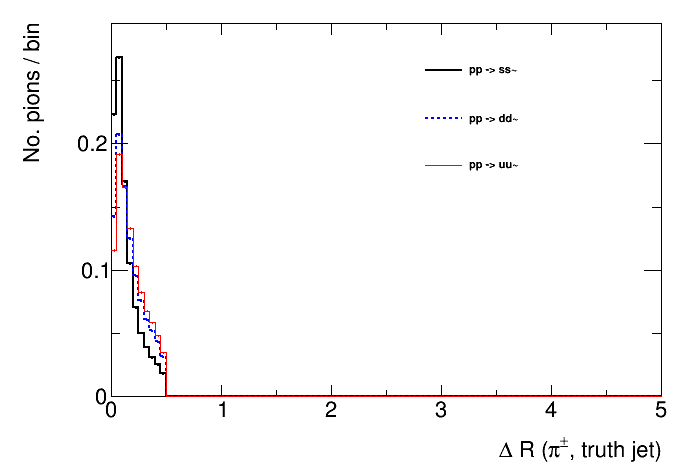 No. pions / bin
0.2
0.1
0
pp -> ss~
pp -> dd~
pp -> uu~
0 1 2 3 4 5
Δ R (π±, truth jet)